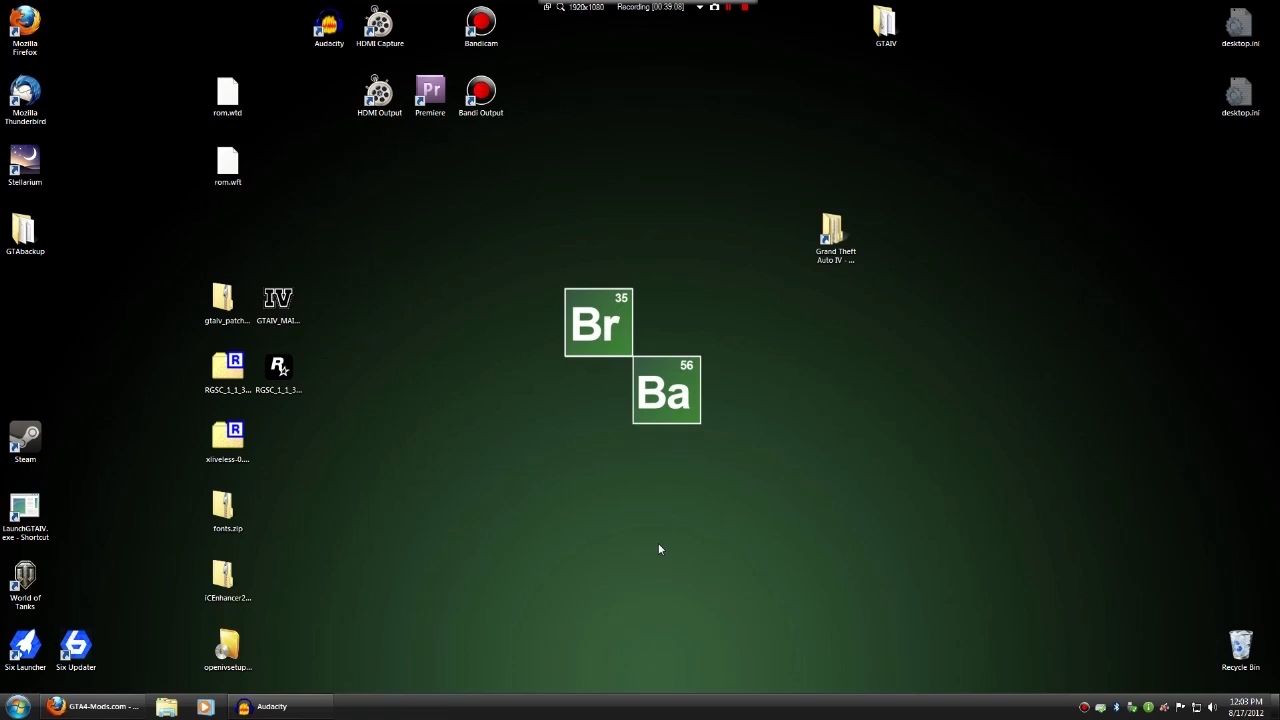 1920x1080 Recording [00:39:08]
Mozilla
Firefox
Audacity
HDMI Capture
Bandicam
GTAIV
desktop.ini
Mozilla
Thunderbird
rom.wtd
HDMI Output
Pr
Premiere
Bandi Output
desktop.ini
Stellarium
rom.wft
GTAbackup
Grand Theft
Auto IV - ...
gtaiv_patch...
IV
GTAIV_MAI...
35
Br
56
Ba
R
RGSC_1_1_3...
R
RGSC_1_1_3...
Steam
R
xliveless-0....
LaunchGTAIV.
exe - Shortcut
fonts.zip
World of
Tanks
iCEnhancer2...
Six Launcher
6
Six Updater
openivsetup...
Recycle Bin
GTA4-Mods.com - ...
Audacity
12:03 PM
8/17/2012